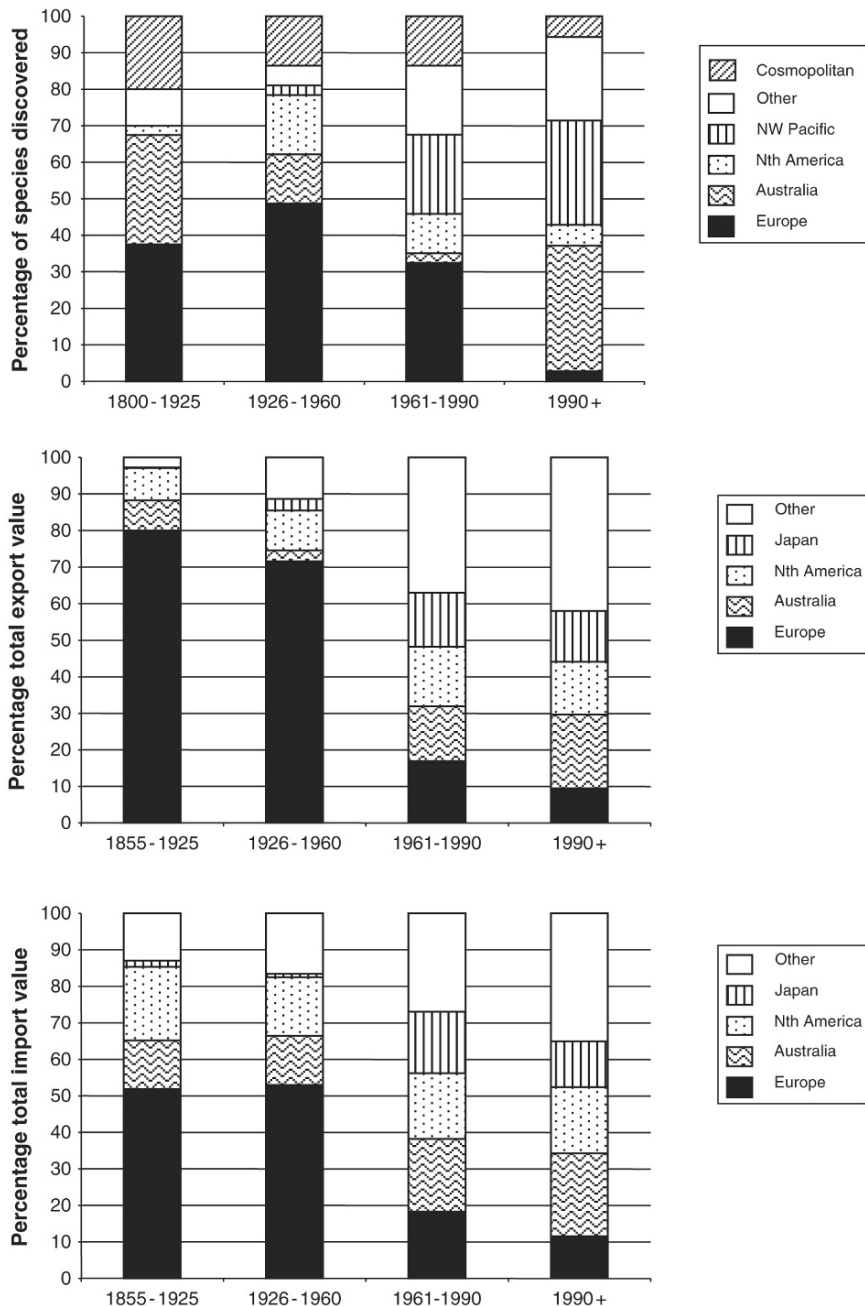 Percentage of species discovered
100
90
80
70
60
50
40
30
20
10
0
1800-1925
1926-1960
1961-1990
1990+
Cosmopolitan
Other
NW Pacific
Nth America
Australia
Europe
Percentage total export value
100
90
80
70
60
50
40
30
20
10
0
1855-1925
1926-1960
1961-1990
1990+
Other
Japan
Nth America
Australia
Europe
Percentage total import value
100
90
80
70
60
50
40
30
20
10
0
1855-1925
1926-1960
1961-1990
1990+
Other
Japan
Nth America
Australia
Europe